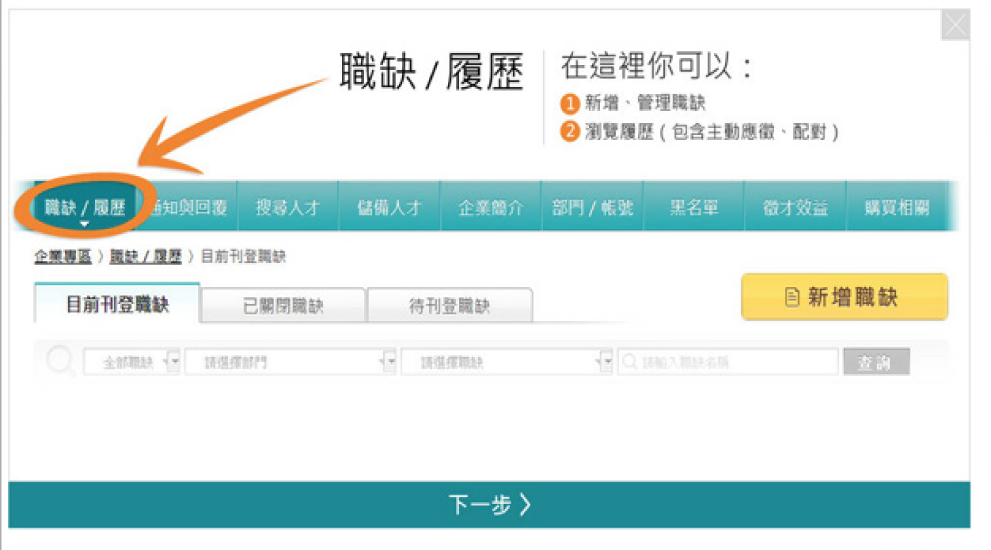 職缺 / 履歷
在這裡你可以：
1 新增、管理職缺
2 瀏覽履歷 ( 包含主動應徵、配對 )
職缺 / 履歷 通知與回覆 搜尋人才 儲備人才 企業簡介 部門 / 帳號 黑名單 徵才效益 購買相關
企業專區 〉 職缺 / 履歷 〉 目前刊登職缺
目前刊登職缺 已關閉職缺 待刊登職缺 新增職缺
全部職缺 請選擇部門 請選擇職缺 請輸入職缺名稱 查詢
下一步 〉